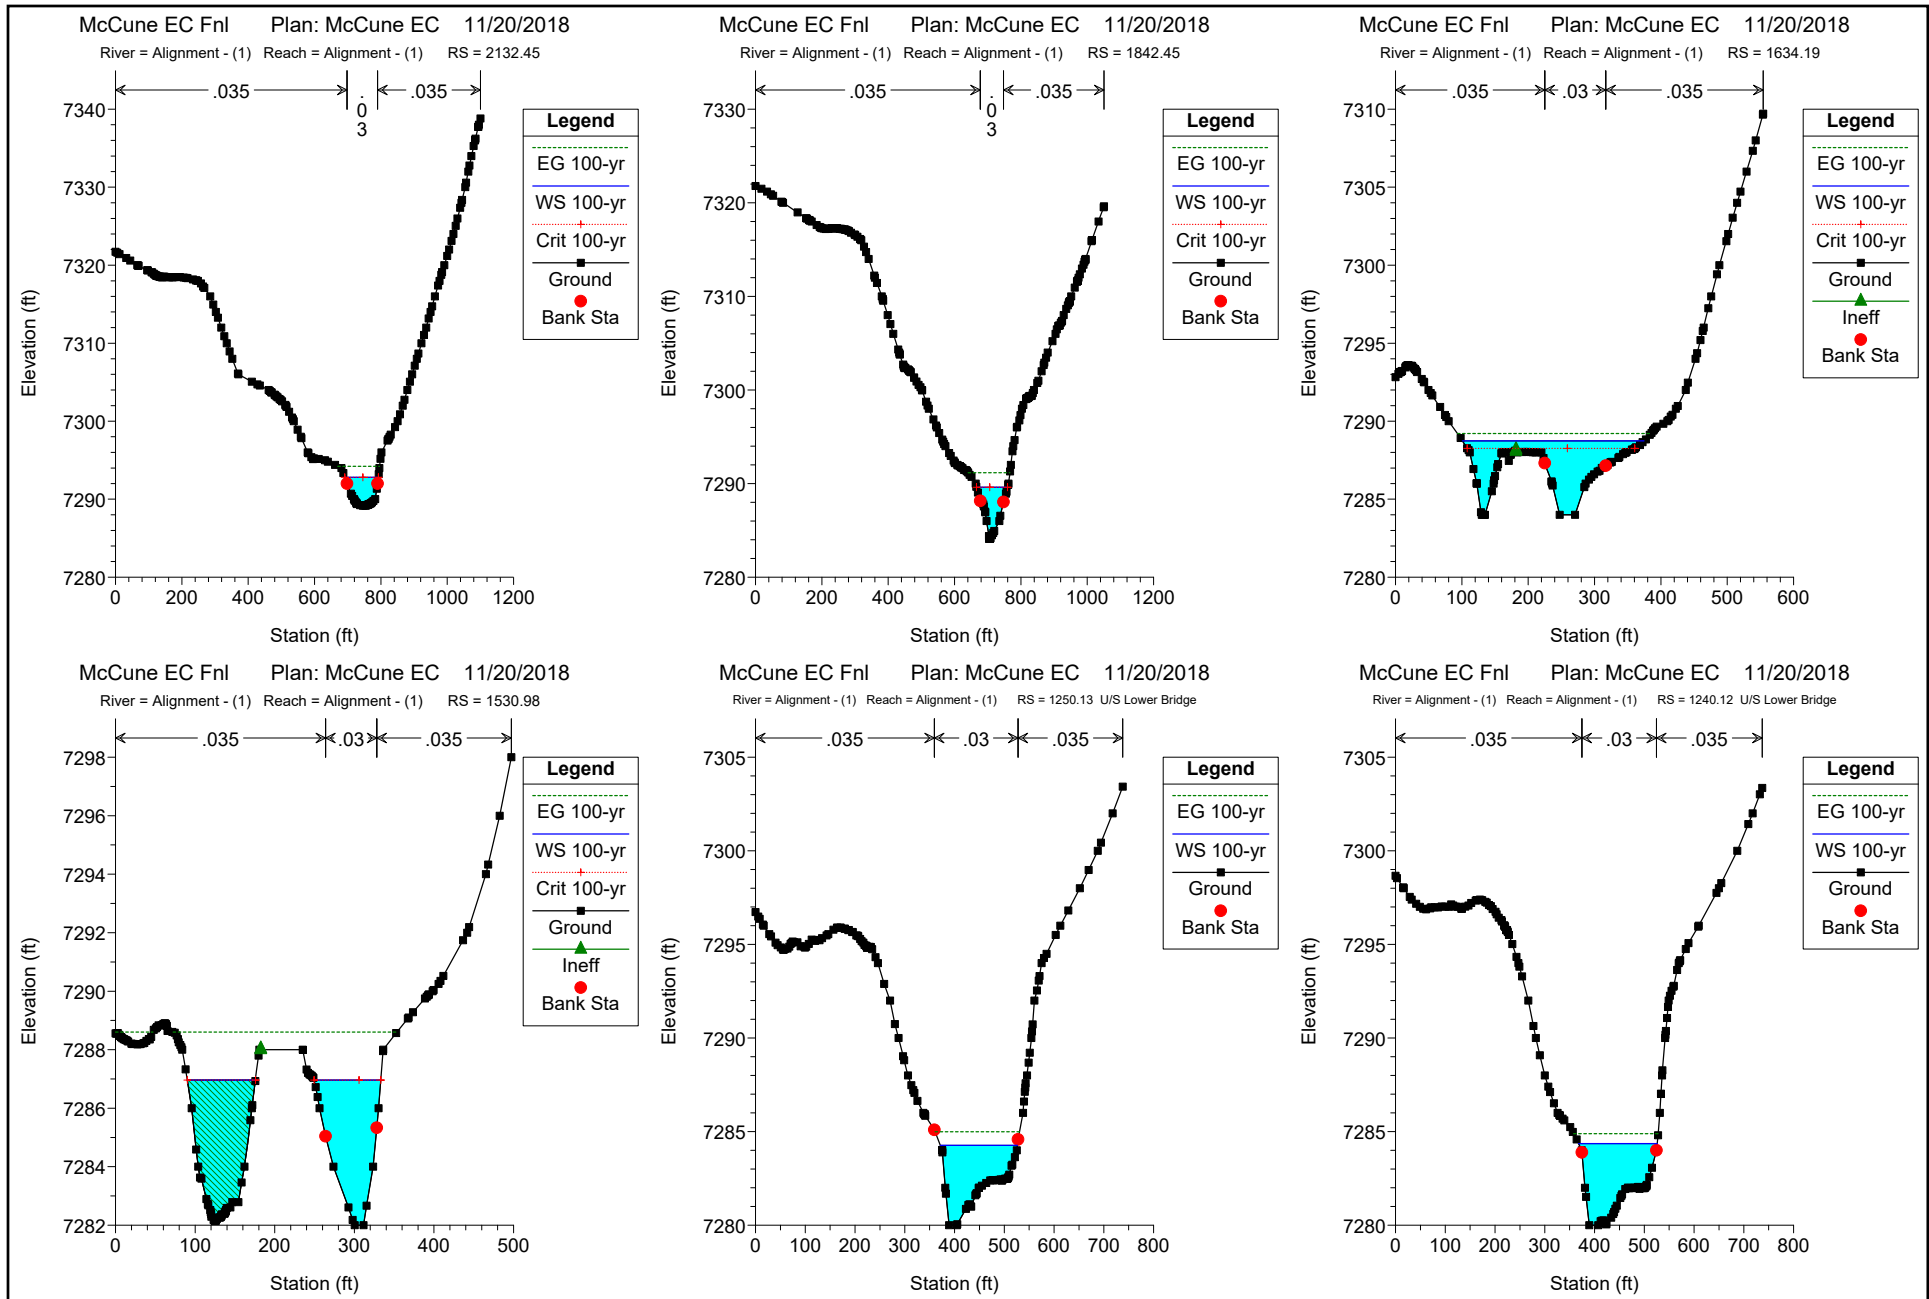 McCune EC Fnl Plan: McCune EC 11/20/2018
River = Alignment - (1) Reach = Alignment - (1) RS = 2132.45
.035
.03
.035
7340
7330
7320
7310
7300
7290
7280
Elevation (ft)
0 200 400 600 800 1000 1200
Station (ft)
Legend
EG 100-yr
WS 100-yr
Crit 100-yr
Ground
Bank Sta
McCune EC Fnl Plan: McCune EC 11/20/2018
River = Alignment - (1) Reach = Alignment - (1) RS = 1842.45
.035
.03
.035
7330
7320
7310
7300
7290
7280
Elevation (ft)
0 200 400 600 800 1000 1200
Station (ft)
Legend
EG 100-yr
WS 100-yr
Crit 100-yr
Ground
Bank Sta
McCune EC Fnl Plan: McCune EC 11/20/2018
River = Alignment - (1) Reach = Alignment - (1) RS = 1634.19
.035 .03 .035
7310
7305
7300
7295
7290
7285
7280
Elevation (ft)
0 100 200 300 400 500 600
Station (ft)
Legend
EG 100-yr
WS 100-yr
Crit 100-yr
Ground
Ineff
Bank Sta
McCune EC Fnl Plan: McCune EC 11/20/2018
River = Alignment - (1) Reach = Alignment - (1) RS = 1530.98
.035 .03 .035
7298
7296
7294
7292
7290
7288
7286
7284
7282
Elevation (ft)
0 100 200 300 400 500
Station (ft)
Legend
EG 100-yr
WS 100-yr
Crit 100-yr
Ground
Ineff
Bank Sta
McCune EC Fnl Plan: McCune EC 11/20/2018
River = Alignment - (1) Reach = Alignment - (1) RS = 1250.13 U/S Lower Bridge
.035 .03 .035
7305
7300
7295
7290
7285
7280
Elevation (ft)
0 100 200 300 400 500 600 700 800
Station (ft)
Legend
EG 100-yr
WS 100-yr
Ground
Bank Sta
McCune EC Fnl Plan: McCune EC 11/20/2018
River = Alignment - (1) Reach = Alignment - (1) RS = 1240.12 U/S Lower Bridge
.035 .03 .035
7305
7300
7295
7290
7285
7280
Elevation (ft)
0 100 200 300 400 500 600 700 800
Station (ft)
Legend
EG 100-yr
WS 100-yr
Ground
Bank Sta